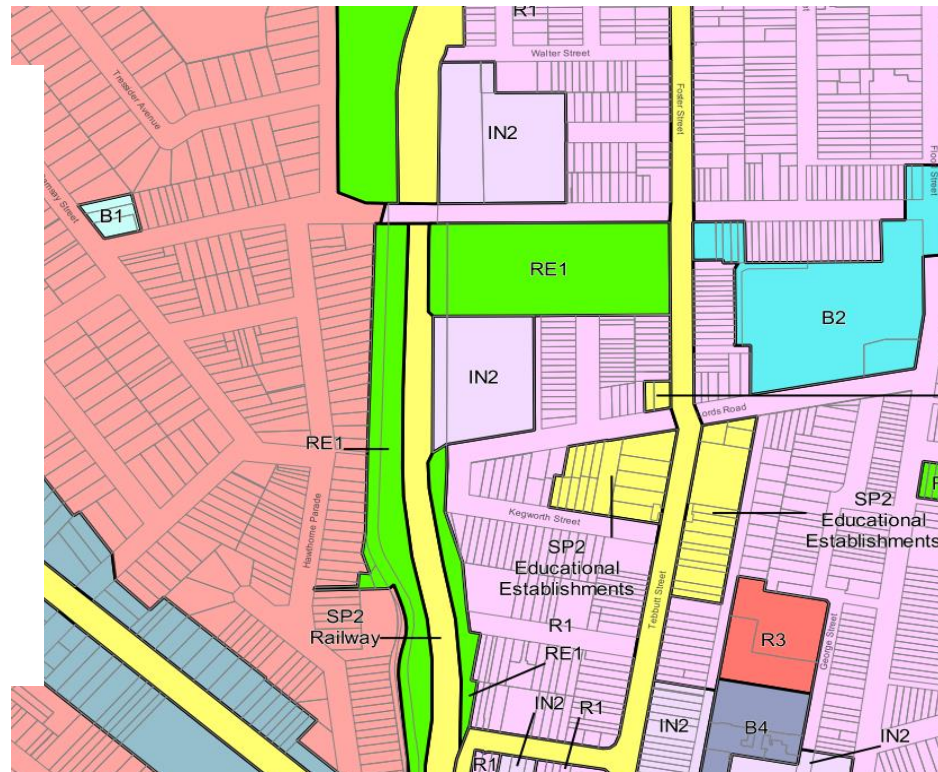 R1
Walter Street
Tressider Avenue
Foster Street
IN2
Street
B1
RE1
B2
IN2
Lords Road
RE1
Hawthorne Parade
Kegworth Street
SP2
Educational
Establishments
SP2
Educational
Establishments
Tebbutt Street
SP2
Railway
R1
RE1
R3
George Street
IN2
R1
IN2
B4
IN2
R1